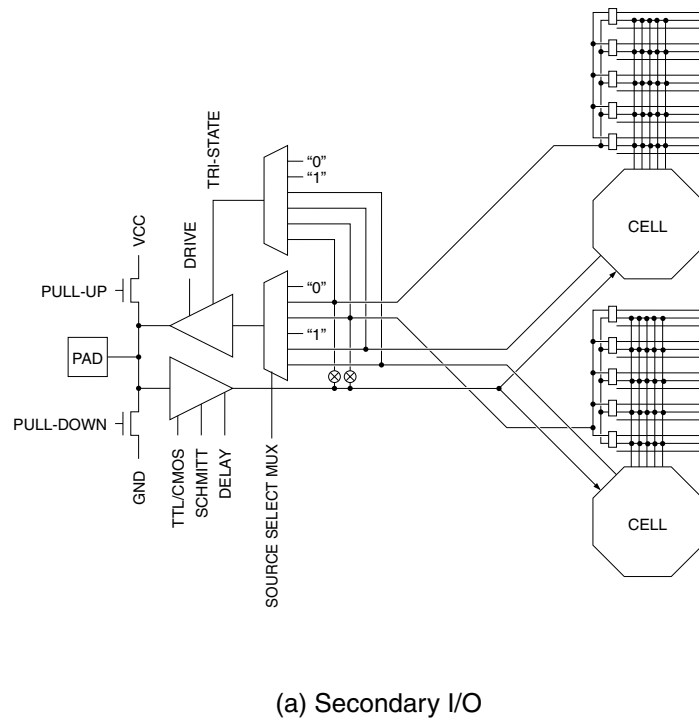 TRI-STATE
“0”
“1”
VCC
DRIVE
CELL
PULL-UP
“0”
“1”
PAD
PULL-DOWN
GND
TTL/CMOS
SCHMITT
DELAY
SOURCE SELECT MUX
CELL
(a) Secondary I/O